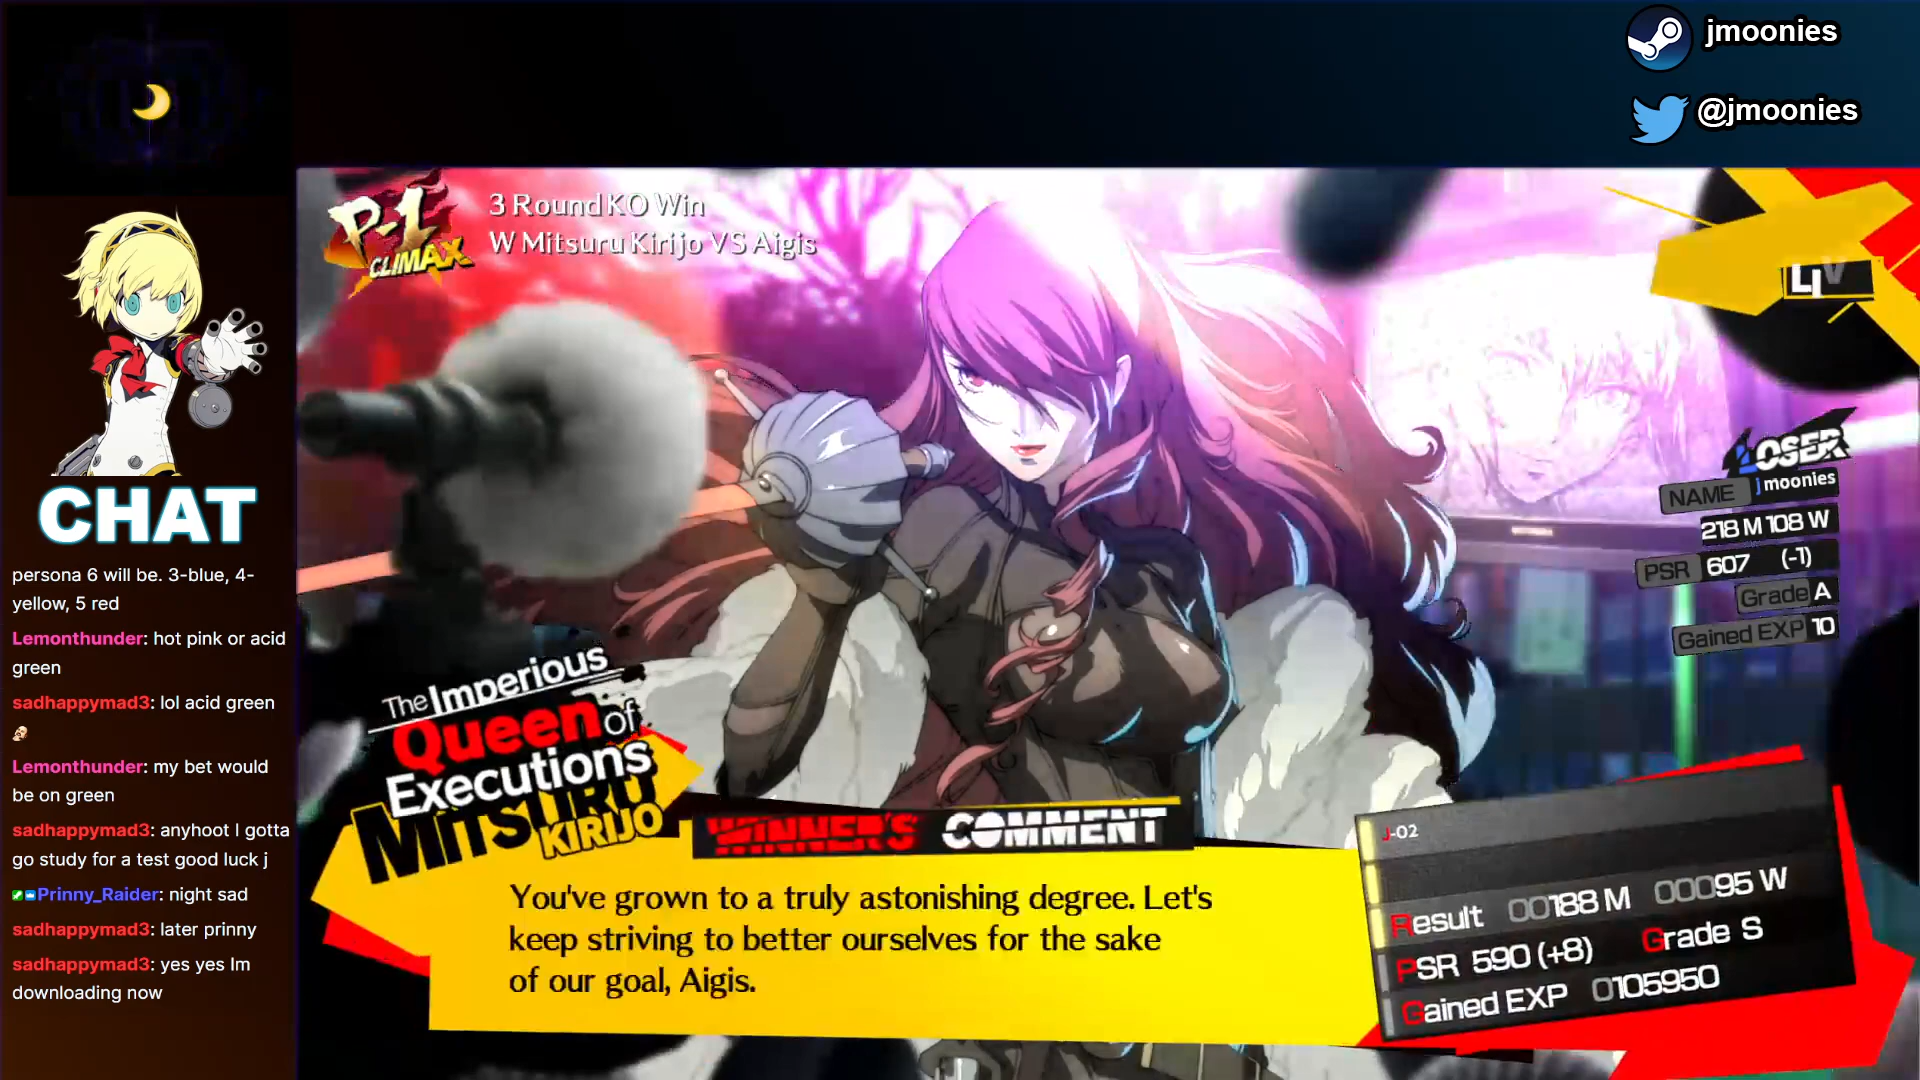 jmoonies
@jmoonies
P-1
CLIMAX
3 Round KO Win
W Mitsuru Kirijo VS Aigis
LOSER
NAME jmoonies
218 M 108 W
PSR 607 (-1)
Grade A
Gained EXP 10
CHAT
persona 6 will be. 3-blue, 4-
yellow, 5 red
Lemonthunder: hot pink or acid
green
sadhappymad3: lol acid green
Lemonthunder: my bet would
be on green
sadhappymad3: anyhoot I gotta
go study for a test good luck j
Prinny_Raider: night sad
sadhappymad3: later prinny
sadhappymad3: yes yes Im
downloading now
The Imperious
Queen of
Executions
MITSURU
KIRIJO
WINNER'S COMMENT
You've grown to a truly astonishing degree. Let's
keep striving to better ourselves for the sake
of our goal, Aigis.
J-02
Result 00188 M 00095 W
PSR 590 (+8) Grade S
Gained EXP 0105950